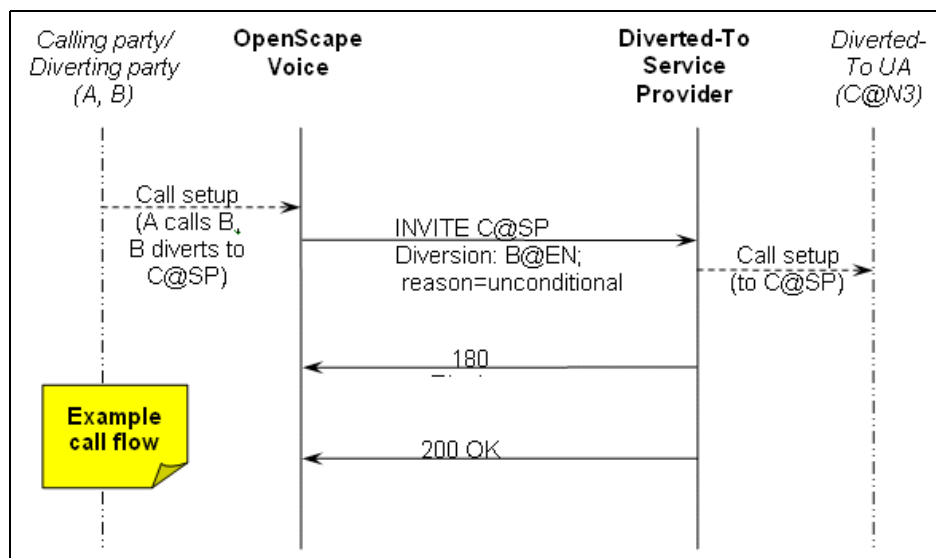 Calling party/
Diverting party
(A, B)
OpenScape
Voice
Diverted-To
Service
Provider
Diverted-
To UA
(C@N3)
Call setup
(A calls B,
B diverts to
C@SP)
INVITE C@SP
Diversion: B@EN;
reason=unconditional
Call setup
(to C@SP)
180
Example
call flow
200 OK